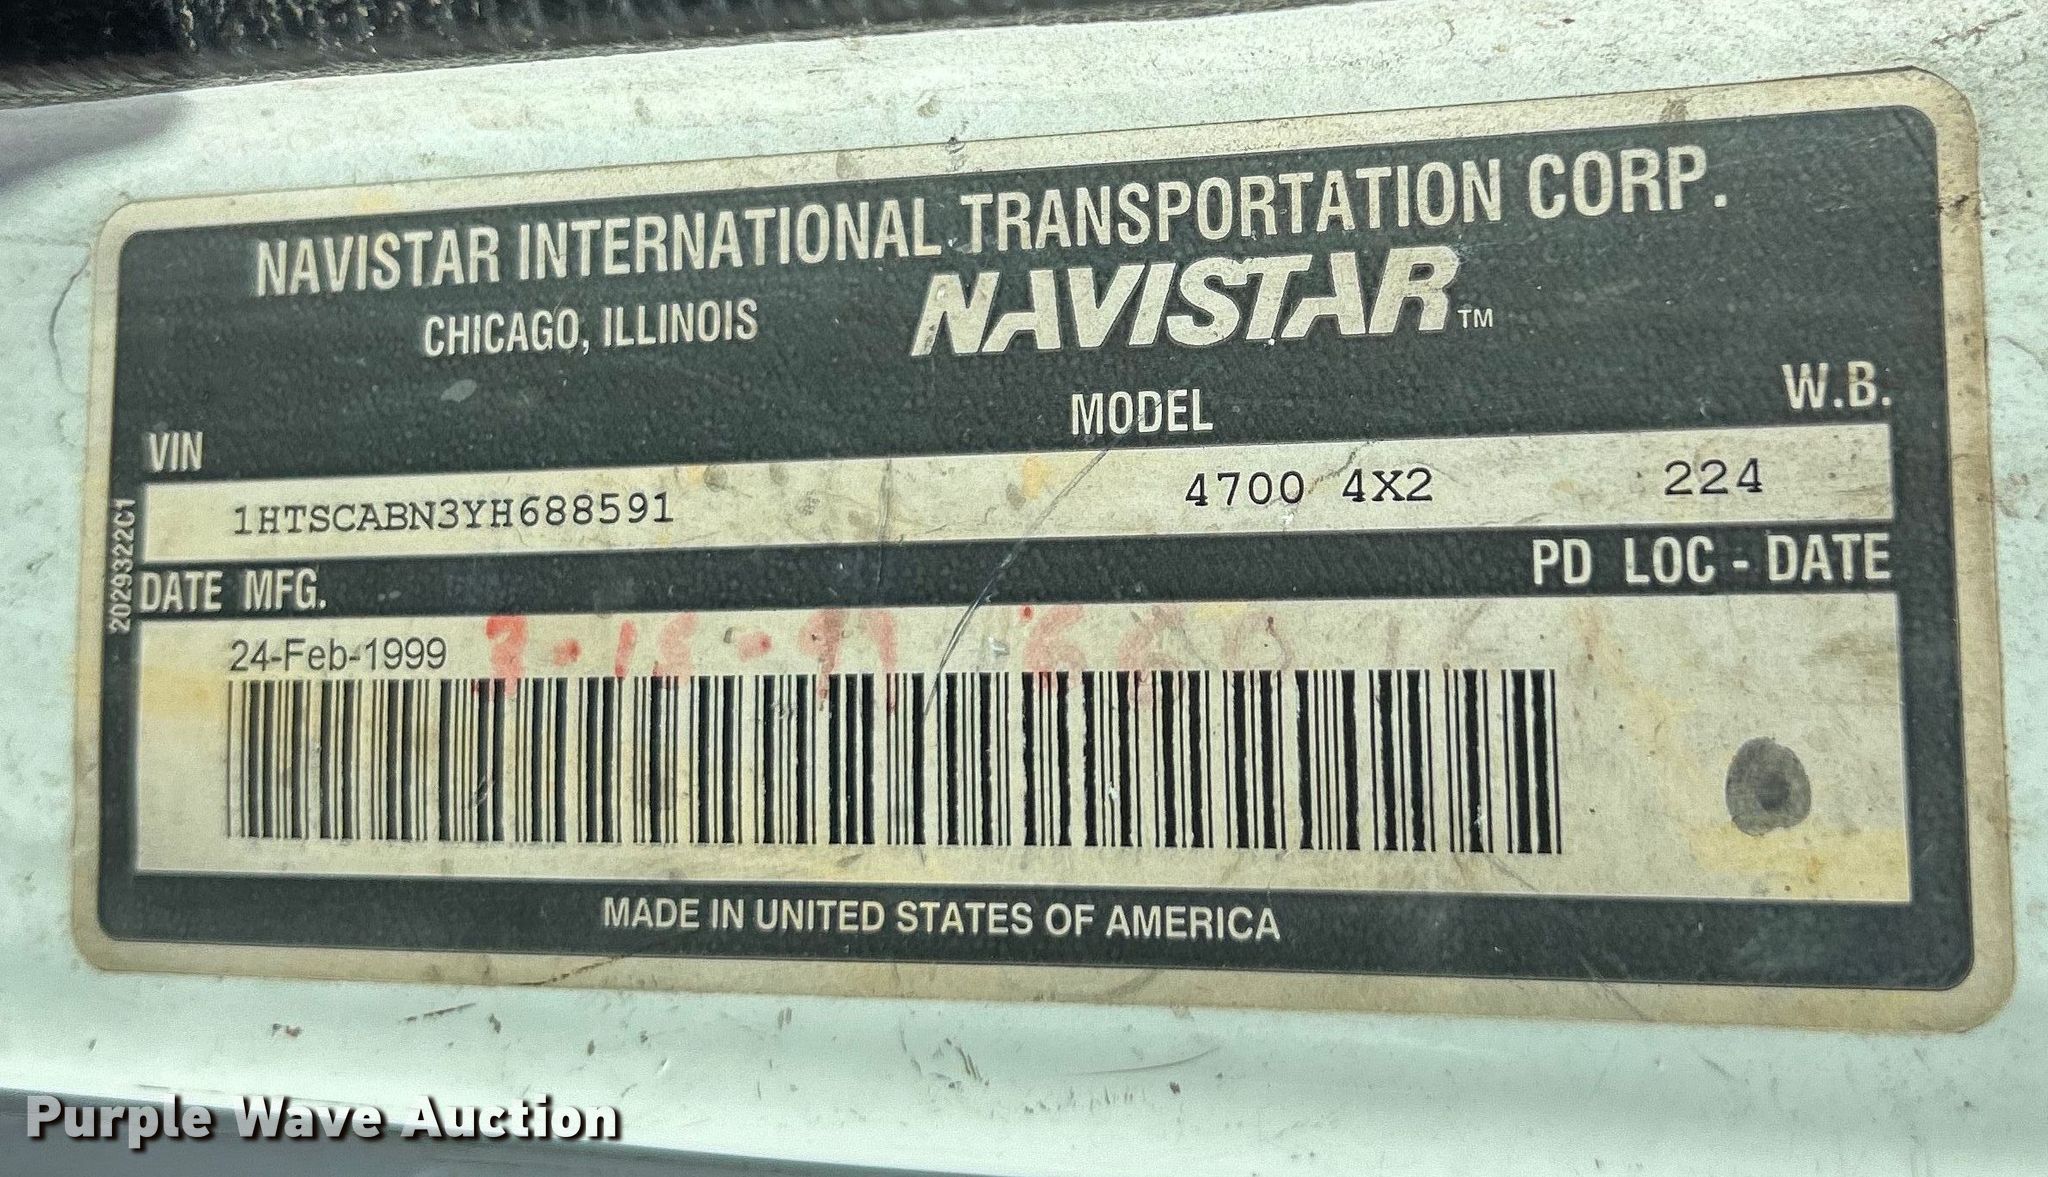 NAVISTAR INTERNATIONAL TRANSPORTATION CORP.
CHICAGO, ILLINOIS NAVISTAR™
VIN MODEL W.B.
1HTSCABN3YH688591 4700 4X2 224
2029322C1
DATE MFG. PD LOC - DATE
24-Feb-1999
MADE IN UNITED STATES OF AMERICA
Purple Wave Auction